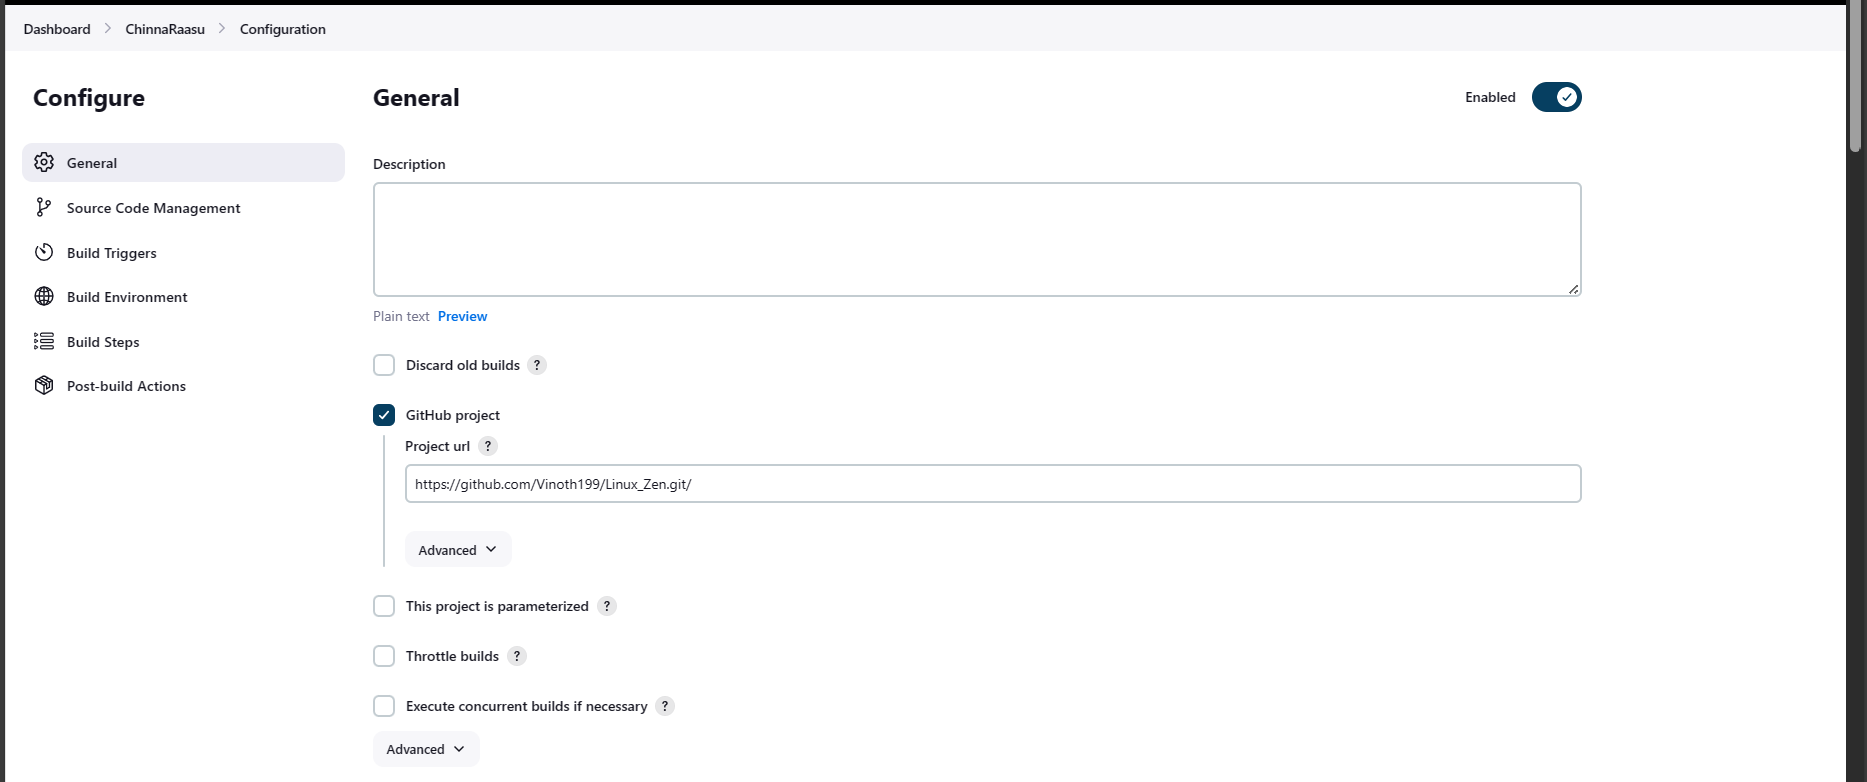 Dashboard > ChinnaRaasu > Configuration
Configure
General
Source Code Management
Build Triggers
Build Environment
Build Steps
Post-build Actions
General
Enabled
Description
Plain text Preview
Discard old builds ?
GitHub project
Project url ?
https://github.com/Vinoth199/Linux_Zen.git/
Advanced
This project is parameterized ?
Throttle builds ?
Execute concurrent builds if necessary ?
Advanced